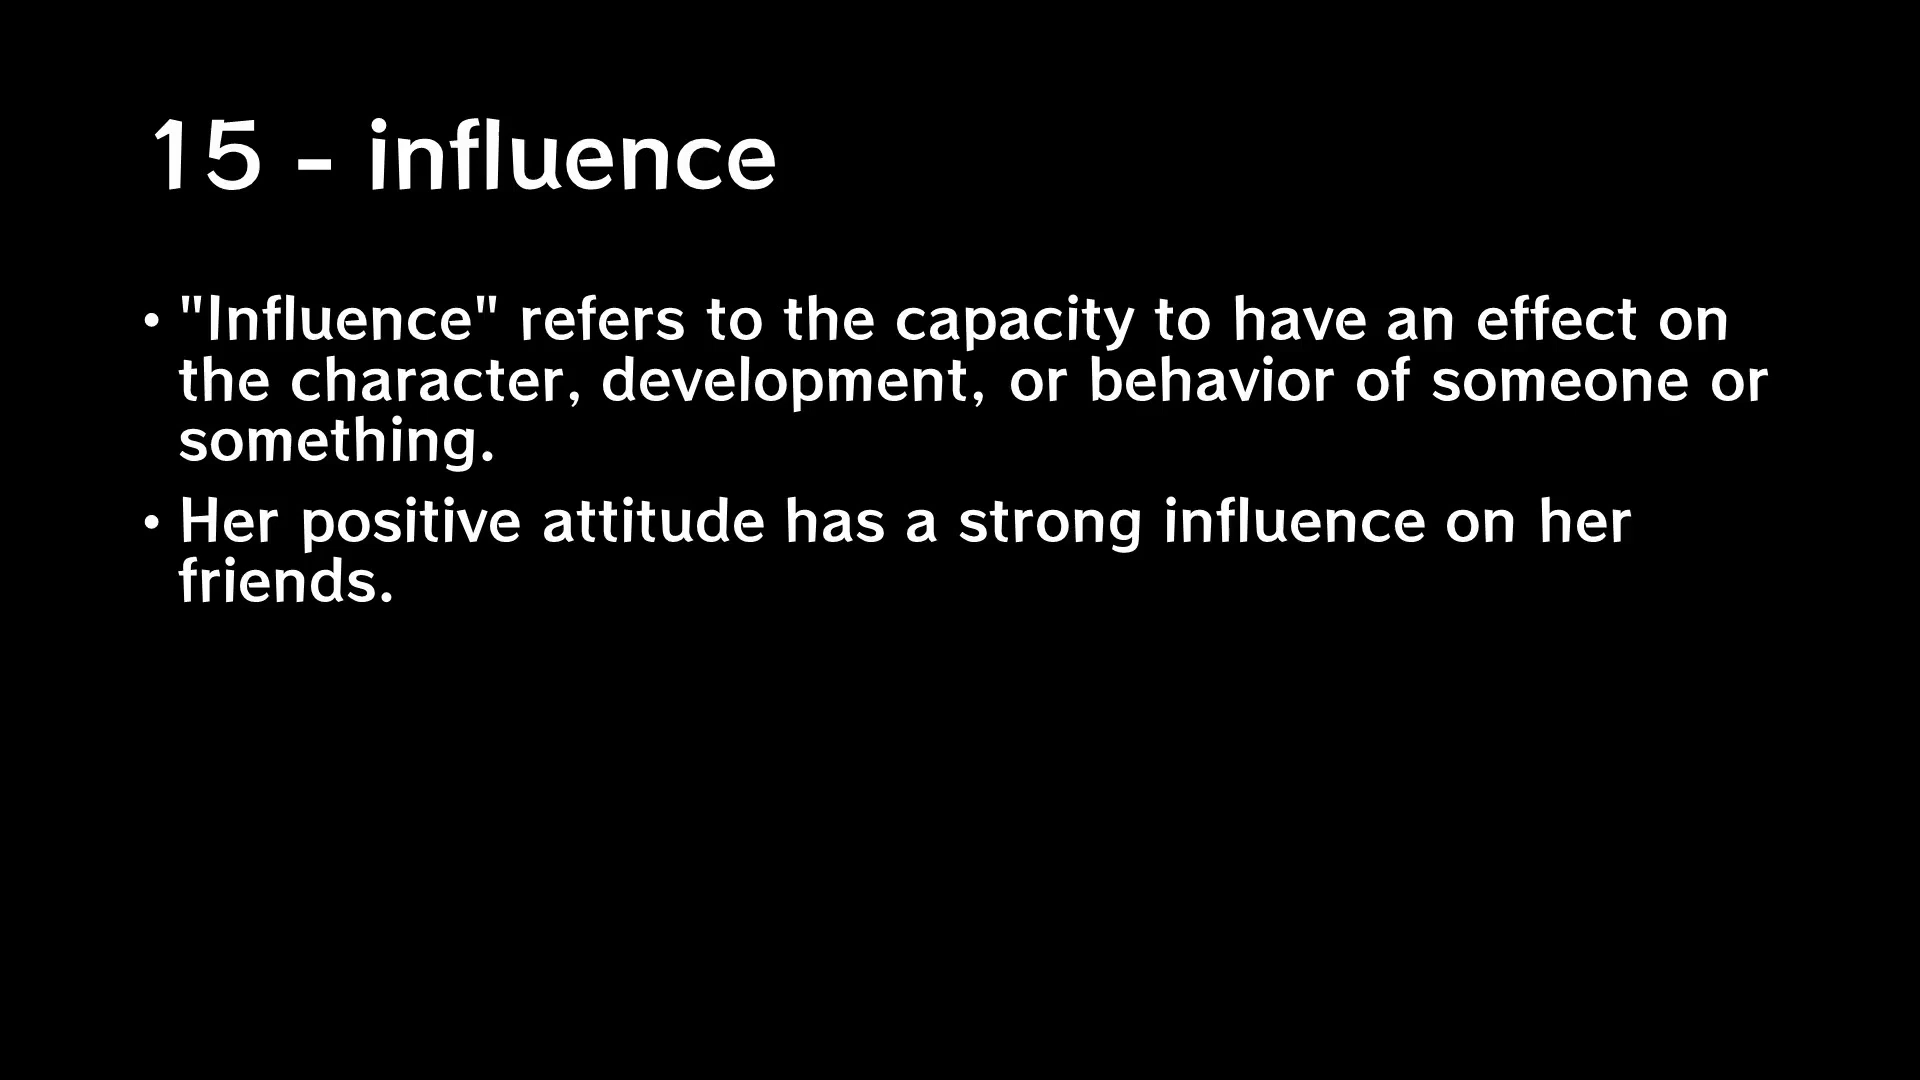 15 - influence
• "Influence" refers to the capacity to have an effect on
the character, development, or behavior of someone or
something.
• Her positive attitude has a strong influence on her
friends.